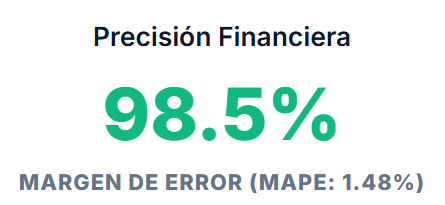 Precisión Financiera
98.5%
MARGEN DE ERROR (MAPE: 1.48%)